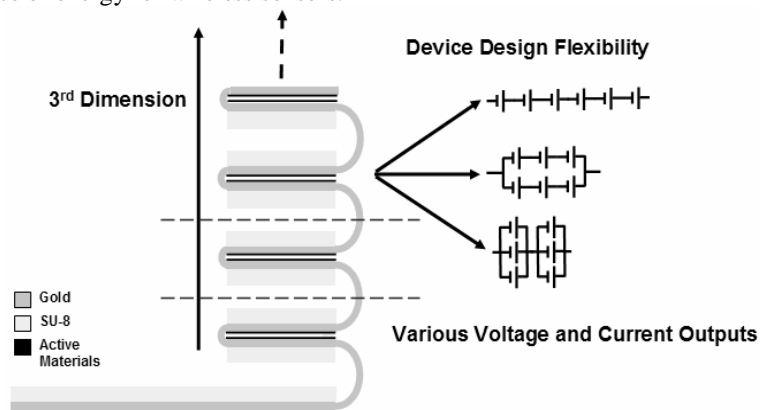 Device Design Flexibility
3rd Dimension
Gold
SU-8
Active
Materials
Various Voltage and Current Outputs